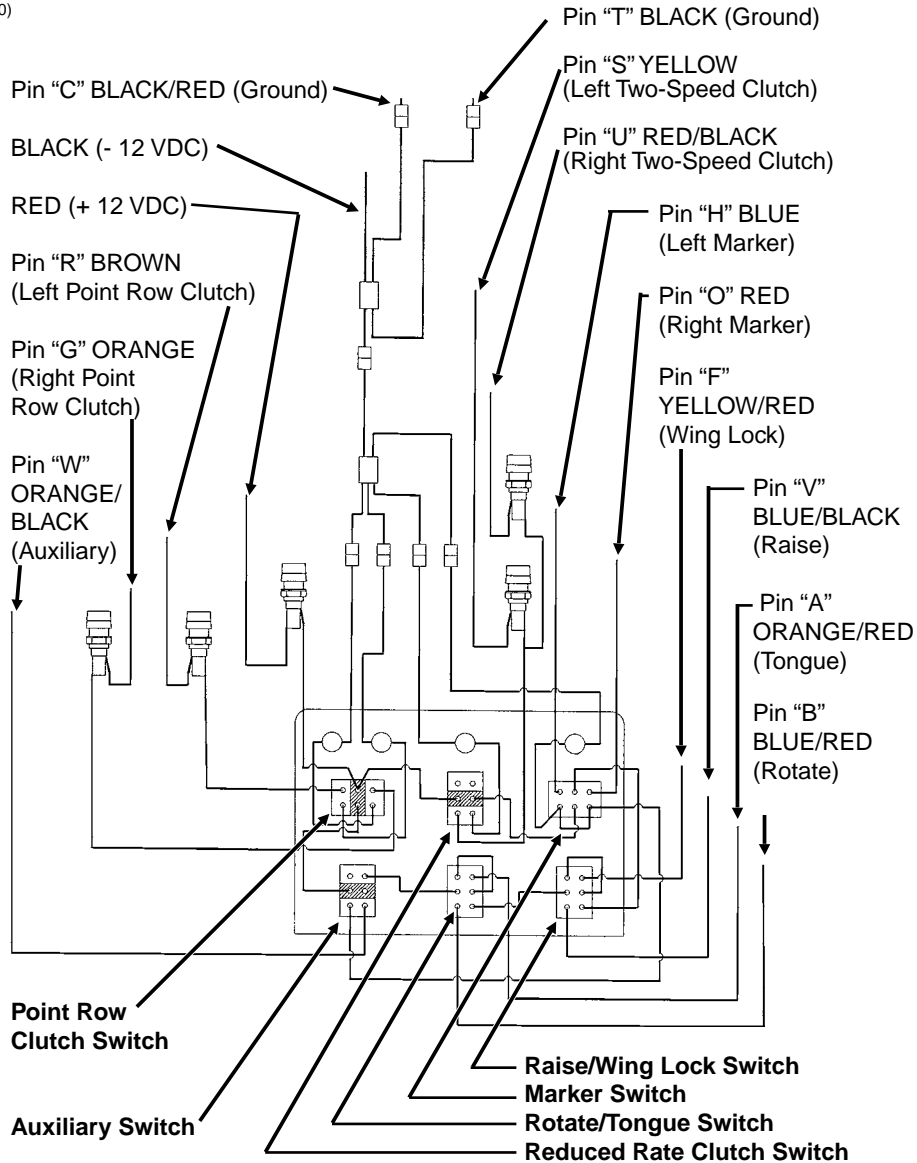 0)
Pin “T” BLACK (Ground)
Pin “C” BLACK/RED (Ground)
Pin “S” YELLOW
(Left Two-Speed Clutch)
BLACK (- 12 VDC)
Pin “U” RED/BLACK
(Right Two-Speed Clutch)
RED (+ 12 VDC)
Pin “H” BLUE
(Left Marker)
Pin “R” BROWN
(Left Point Row Clutch)
Pin “O” RED
(Right Marker)
Pin “G” ORANGE
(Right Point
Row Clutch)
Pin “F”
YELLOW/RED
(Wing Lock)
Pin “W”
ORANGE/
BLACK
(Auxiliary)
Pin “V”
BLUE/BLACK
(Raise)
Pin “A”
ORANGE/RED
(Tongue)
Pin “B”
BLUE/RED
(Rotate)
Point Row
Clutch Switch
Auxiliary Switch
Raise/Wing Lock Switch
Marker Switch
Rotate/Tongue Switch
Reduced Rate Clutch Switch